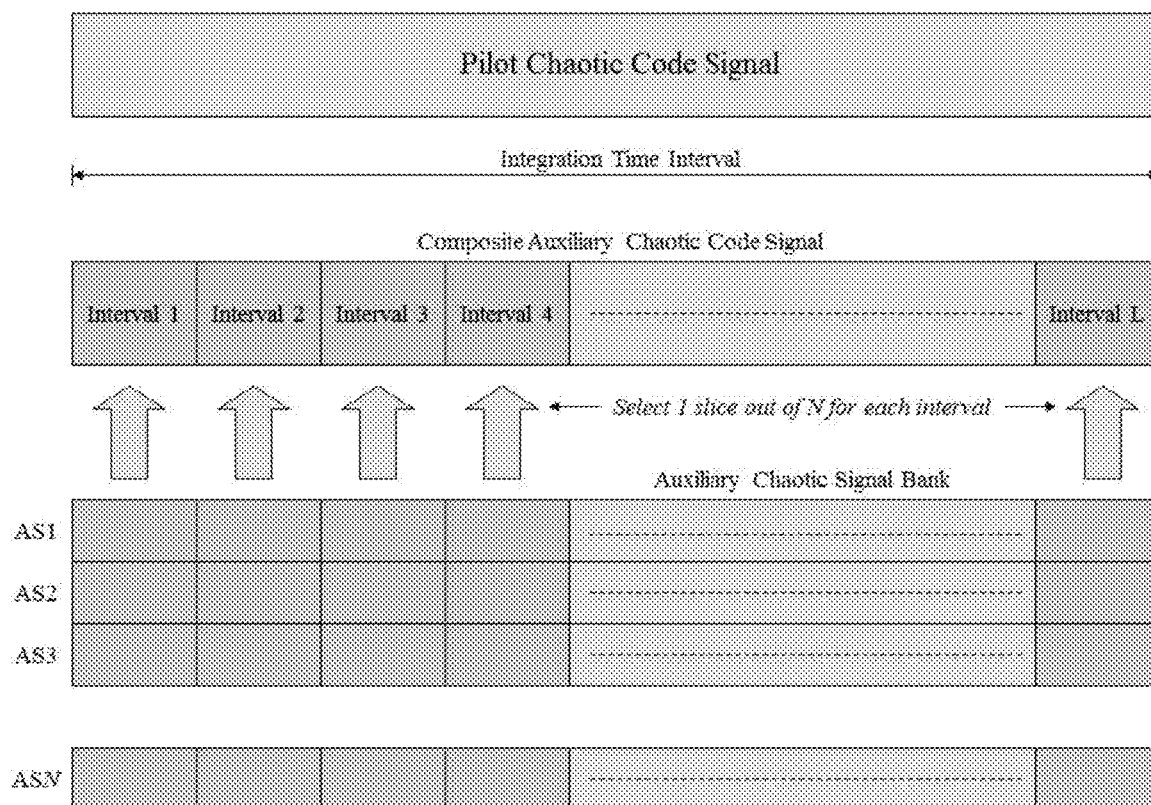 Pilot Chaotic Code Signal
Integration Time Interval
Composite Auxiliary Chaotic Code Signal
Interval 1 Interval 2 Interval 3 Interval 4 Interval L
Select 1 slice out of N for each interval
Auxiliary Chaotic Signal Bank
AS1
AS2
AS3
ASN